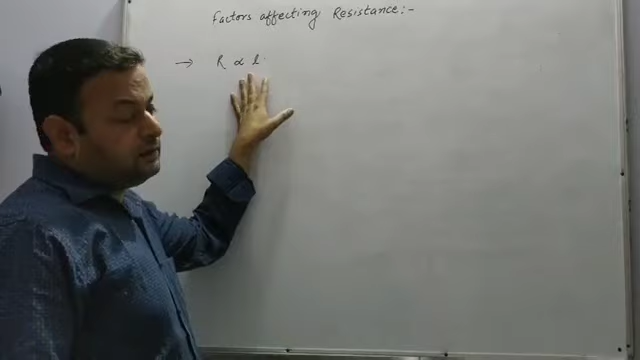 Factors affecting Resistance:-
→ R ∝ l